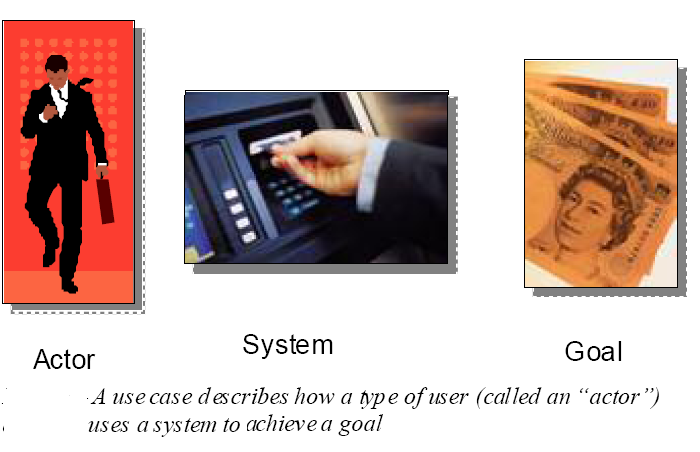 System
Actor
Goal
A use case describes how a type of user (called an “actor”)
uses a system to achieve a goal